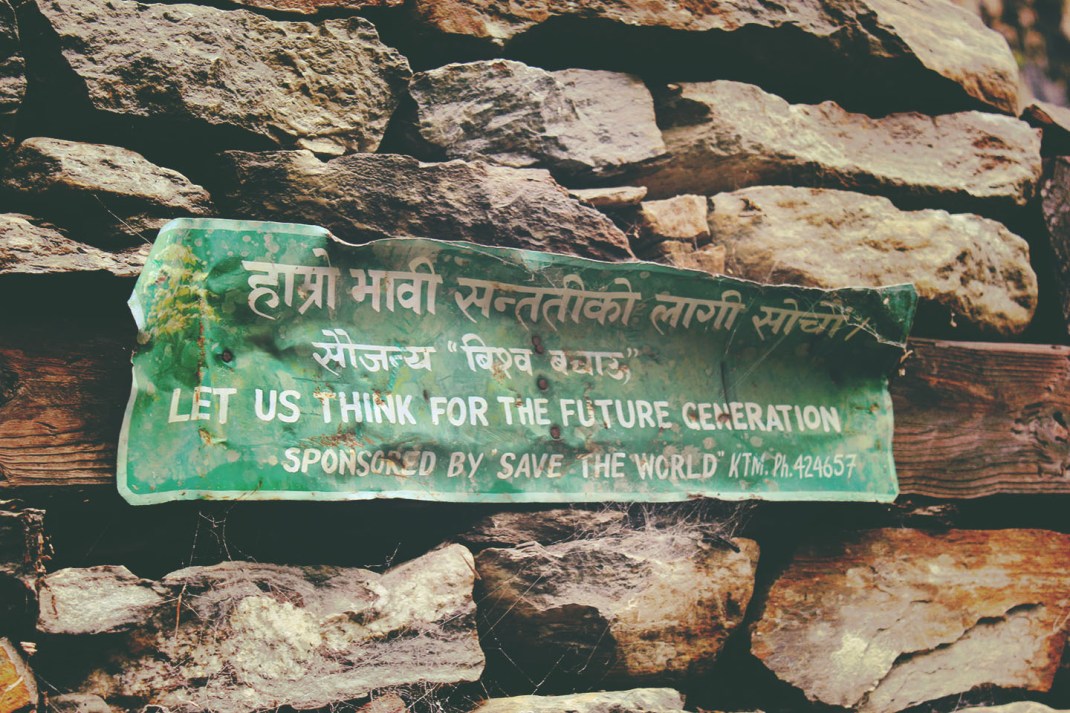 हाम्रो भावी सन्ततीको लागी सोचौं
सौजन्य "बिश्व बचाऊ"
LET US THINK FOR THE FUTURE GENERATION
SPONSORED BY "SAVE THE WORLD" KTM. Ph. 424657